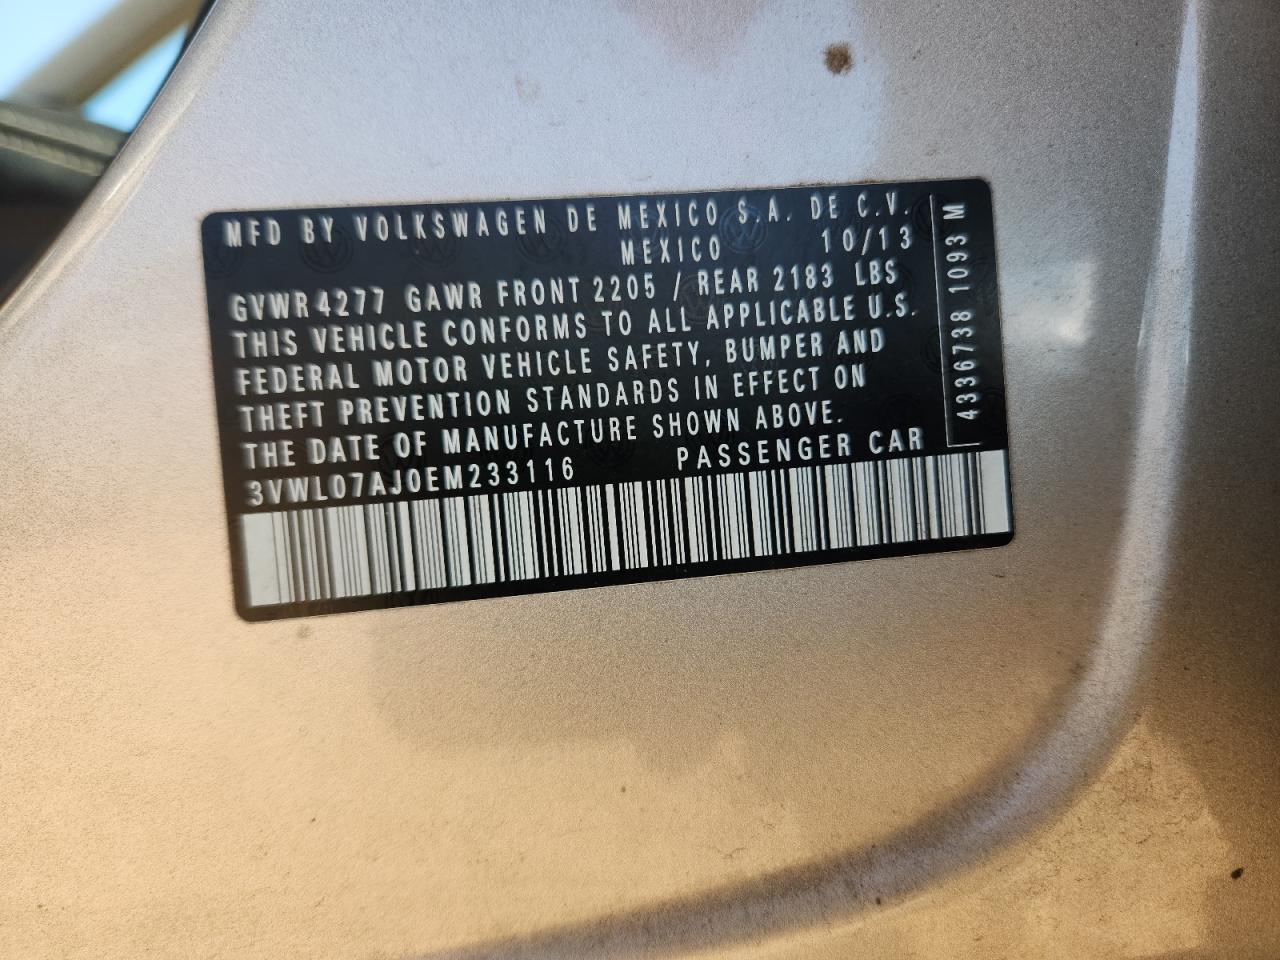 MFD BY VOLKSWAGEN DE MEXICO S.A. DE C.V.
MEXICO 10/13
GVWR 4277 GAWR FRONT 2205 / REAR 2183 LBS
THIS VEHICLE CONFORMS TO ALL APPLICABLE U.S.
FEDERAL MOTOR VEHICLE SAFETY, BUMPER AND
THEFT PREVENTION STANDARDS IN EFFECT ON
THE DATE OF MANUFACTURE SHOWN ABOVE.
3VWL07AJ0EM233116 PASSENGER CAR
4336738 1093 M